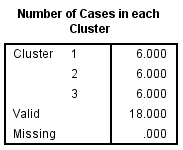 Number of Cases in each
Cluster
Cluster 1 6.000
2 6.000
3 6.000
Valid 18.000
Missing .000